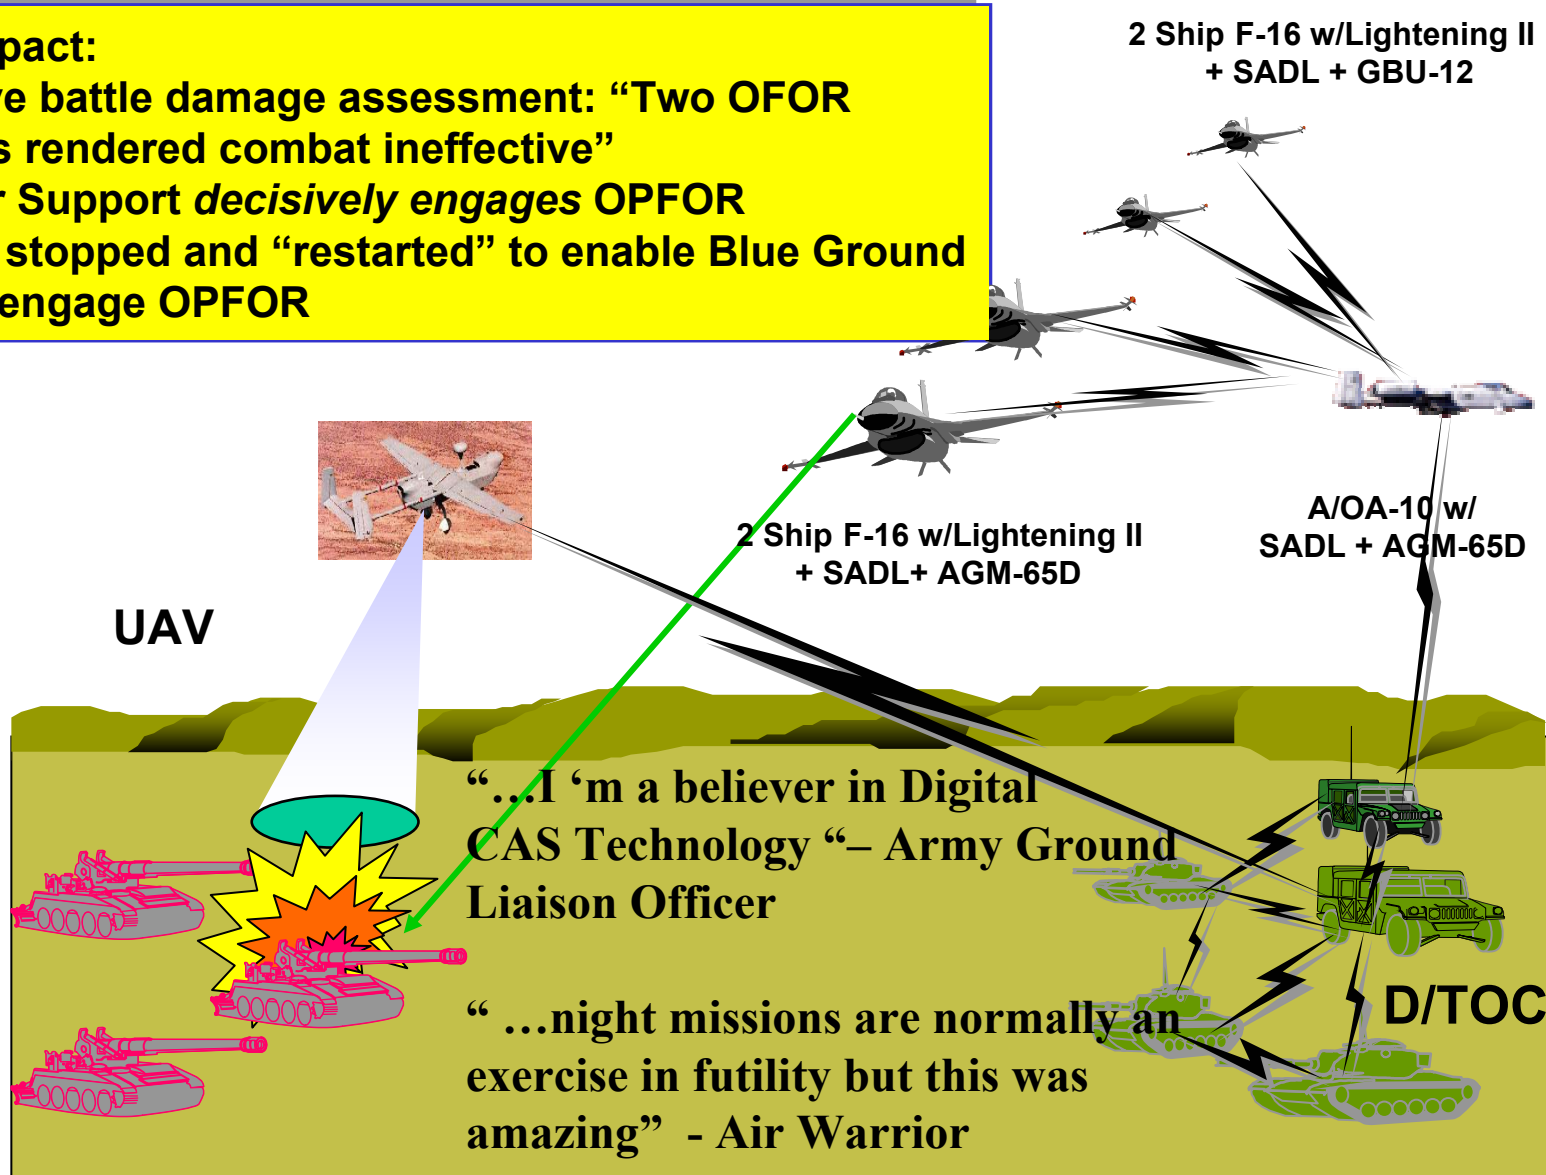 pact:
ve battle damage assessment: “Two OFOR
s rendered combat ineffective”
r Support decisively engages OPFOR
stopped and “restarted” to enable Blue Ground
engage OPFOR
2 Ship F-16 w/Lightening II
+ SADL + GBU-12
2 Ship F-16 w/Lightening II
+ SADL+ AGM-65D
A/OA-10 w/
SADL + AGM-65D
UAV
“…I ‘m a believer in Digital
CAS Technology “– Army Ground
Liaison Officer
“ …night missions are normally an
exercise in futility but this was
amazing” - Air Warrior
D/TOC